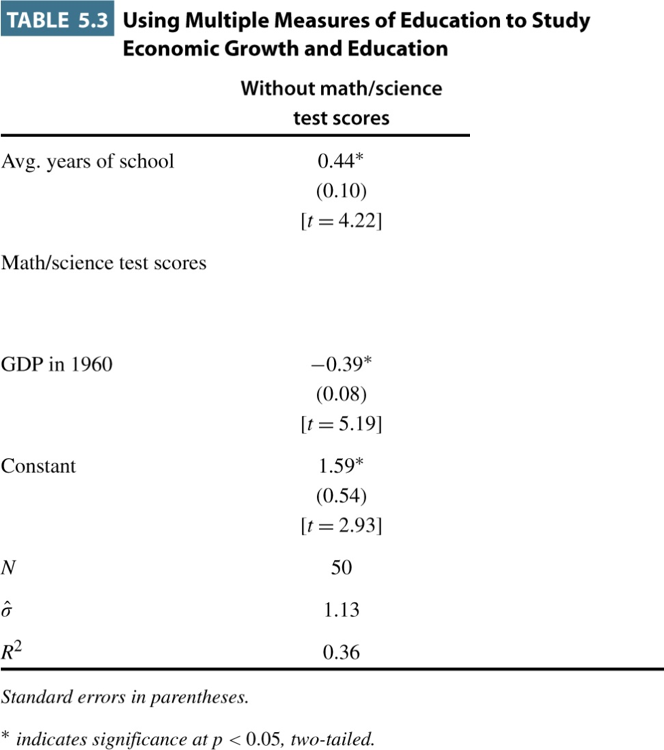 TABLE 5.3 Using Multiple Measures of Education to Study
Economic Growth and Education
Without math/science
test scores
Avg. years of school 0.44*
(0.10)
[t = 4.22]
Math/science test scores
GDP in 1960 −0.39*
(0.08)
[t = 5.19]
Constant 1.59*
(0.54)
[t = 2.93]
N 50
σ̂ 1.13
R² 0.36
Standard errors in parentheses.
* indicates significance at p < 0.05, two-tailed.